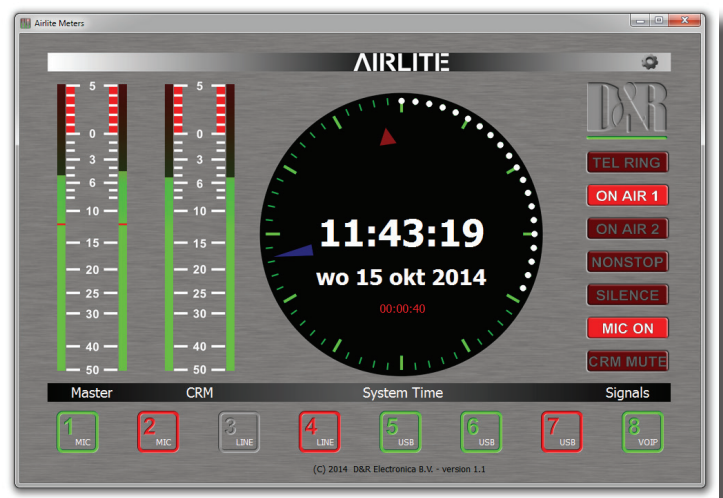 Airlite Meters
AIRLITE
D&R
5 5
0 0
3 3
6 6
10 10
15 15
20 20
25 25
30 30
40 40
50 50
11:43:19
wo 15 okt 2014
00:00:40
TEL RING
ON AIR 1
ON AIR 2
NONSTOP
SILENCE
MIC ON
CRM MUTE
Master CRM System Time Signals
1 MIC
2 MIC
3 LINE
4 LINE
5 USB
6 USB
7 USB
8 VOIP
(C) 2014 D&R Electronica B.V. - version 1.1